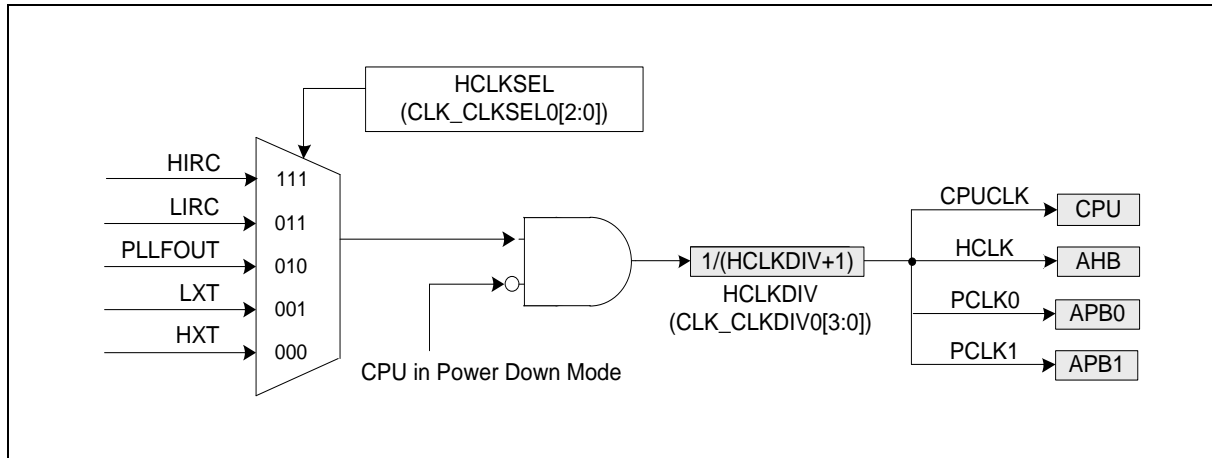 HCLKSEL
(CLK_CLKSEL0[2:0])
HIRC
111
LIRC
011
PLLFOUT
010
LXT
001
HXT
000
CPU in Power Down Mode
1/(HCLKDIV+1)
HCLKDIV
(CLK_CLKDIV0[3:0])
CPUCLK
CPU
HCLK
AHB
PCLK0
APB0
PCLK1
APB1